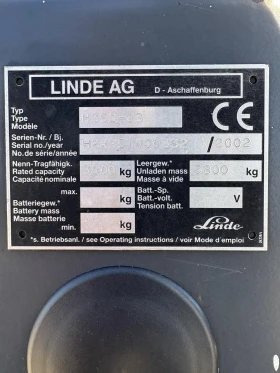 LINDE AG
D - Aschaffenburg
Typ
Type
Modèle
CE
Serien-Nr. / Bj.
Serial no./year
No.de série/année
/ 2002
Nenn-Tragfähigk.
Rated capacity
Capacité nominale
kg
Leergew.*
Unladen mass
Masse à vide
kg
Batteriegew.*
Battery mass
Masse batterie
max.
kg
min.
kg
Batt.-Sp.
Batt.-volt.
Tension batt.
V
Linde
*s. Betriebsanl. / see Operating instructions / voir Mode d'emploi